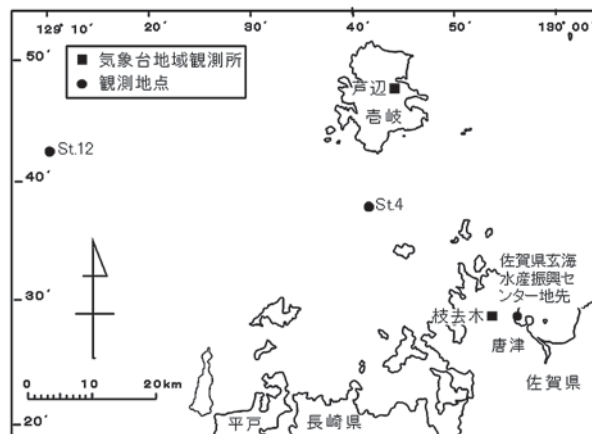 129° 10′ 20′ 30′ 40′ 50′ 130° 00′
50′
■ 気象台地域観測所
● 観測地点
芦辺
壱岐
St.12
40′
St.4
佐賀県玄海
水産振興セ
ンター地先
30′
枝去木
唐津
佐賀県
0 10 20km
20′
平戸 長崎県